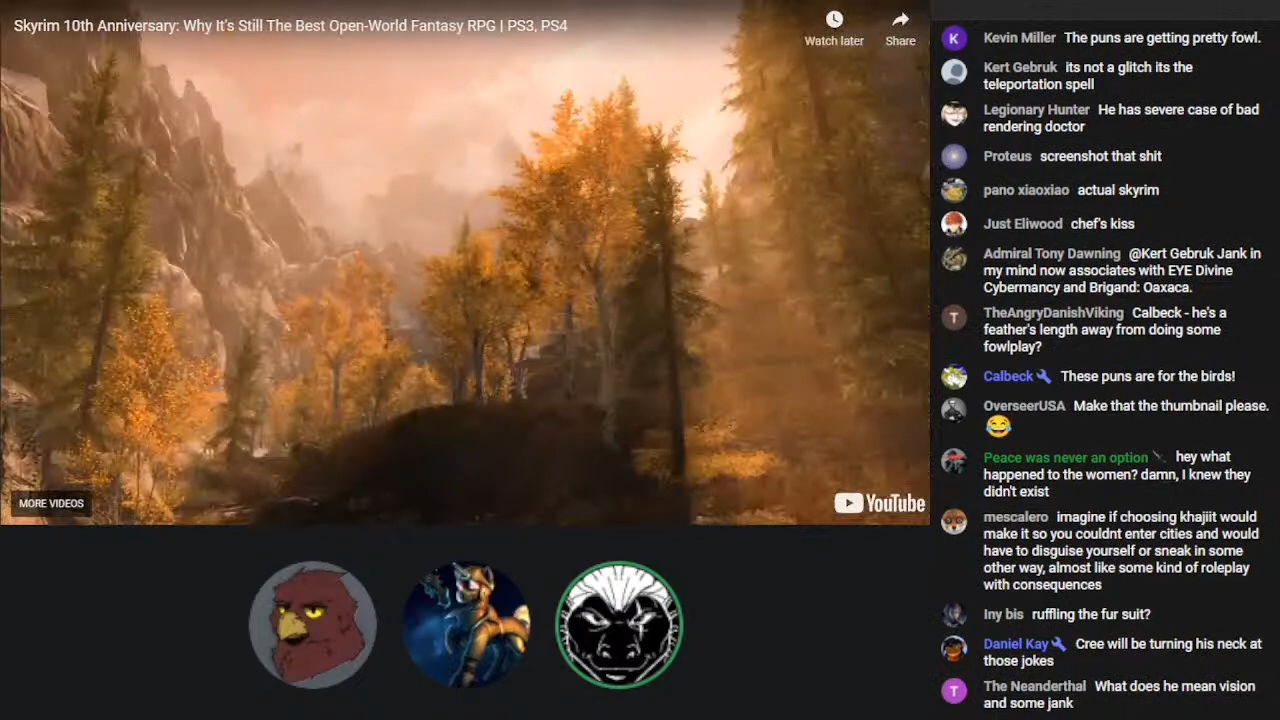 Skyrim 10th Anniversary: Why It's Still The Best Open-World Fantasy RPG | PS3, PS4
Watch later
Share
MORE VIDEOS
YouTube
K
Kevin Miller The puns are getting pretty fowl.
Kert Gebruk its not a glitch its the
teleportation spell
Legionary Hunter He has severe case of bad
rendering doctor
Proteus screenshot that shit
pano xiaoxiao actual skyrim
Just Eliwood chef's kiss
Admiral Tony Dawning @Kert Gebruk Jank in
my mind now associates with EYE Divine
Cybermancy and Brigand: Oaxaca.
T
TheAngryDanishViking Calbeck - he's a
feather's length away from doing some
fowlplay?
Calbeck These puns are for the birds!
OverseerUSA Make that the thumbnail please.
😂
Peace was never an option hey what
happened to the women? damn, I knew they
didn't exist
mescalero imagine if choosing khajiit would
make it so you couldnt enter cities and would
have to disguise yourself or sneak in some
other way, almost like some kind of roleplay
with consequences
Iny bis ruffling the fur suit?
Daniel Kay Cree will be turning his neck at
those jokes
T
The Neanderthal What does he mean vision
and some jank